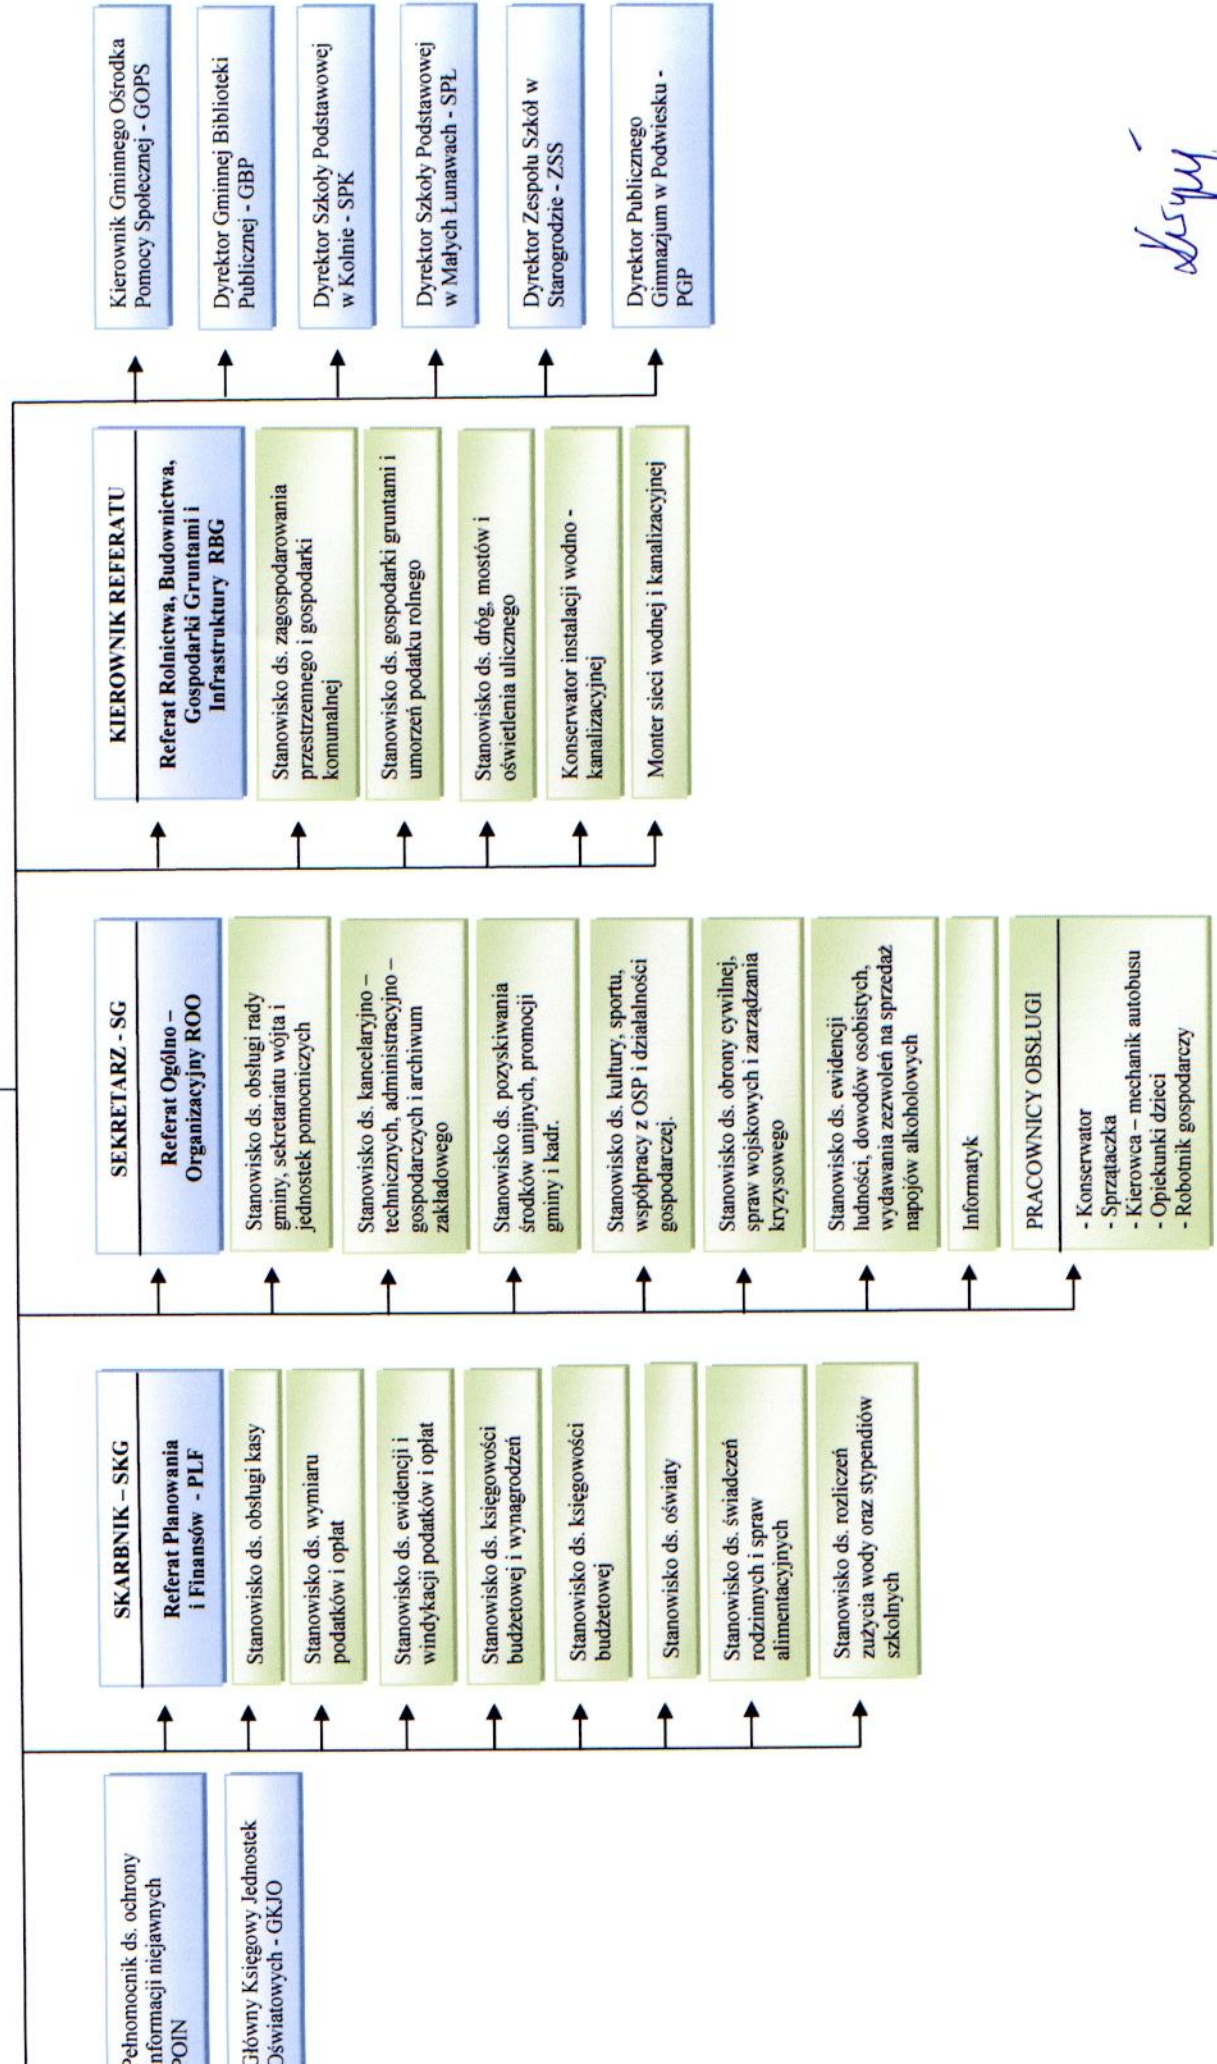 Pełnomocnik ds. ochrony
informacji niejawnych
POIN
Główny Księgowy Jednostek
Oświatowych - GKJO
SKARBNIK – SKG
Referat Planowania
i Finansów - PLF
Stanowisko ds. obsługi kasy
Stanowisko ds. wymiaru
podatków i opłat
Stanowisko ds. ewidencji i
windykacji podatków i opłat
Stanowisko ds. księgowości
budżetowej i wynagrodzeń
Stanowisko ds. księgowości
budżetowej
Stanowisko ds. oświaty
Stanowisko ds. świadczeń
rodzinnych i spraw
alimentacyjnych
Stanowisko ds. rozliczeń
zużycia wody oraz stypendiów
szkolnych
SEKRETARZ - SG
Referat Ogólno –
Organizacyjny ROO
Stanowisko ds. obsługi rady
gminy, sekretariatu wójta i
jednostek pomocniczych
Stanowisko ds. kancelaryjno –
technicznych, administracyjno –
gospodarczych i archiwum
zakładowego
Stanowisko ds. pozyskiwania
środków unijnych, promocji
gminy i kadr.
Stanowisko ds. kultury, sportu,
współpracy z OSP i działalności
gospodarczej.
Stanowisko ds. obrony cywilnej,
spraw wojskowych i zarządzania
kryzysowego
Stanowisko ds. ewidencji
ludności, dowodów osobistych,
wydawania zezwoleń na sprzedaż
napojów alkoholowych
Informatyk
PRACOWNICY OBSŁUGI
- Konserwator
- Sprzątaczka
- Kierowca – mechanik autobusu
- Opiekunki dzieci
- Robotnik gospodarczy
KIEROWNIK REFERATU
Referat Rolnictwa, Budownictwa,
Gospodarki Gruntami i
Infrastruktury RBG
Stanowisko ds. zagospodarowania
przestrzennego i gospodarki
komunalnej
Stanowisko ds. gospodarki gruntami i
umorzeń podatku rolnego
Stanowisko ds. dróg, mostów i
oświetlenia ulicznego
Konserwator instalacji wodno -
kanalizacyjnej
Monter sieci wodnej i kanalizacyjnej
Kierownik Gminnego Ośrodka
Pomocy Społecznej - GOPS
Dyrektor Gminnej Biblioteki
Publicznej - GBP
Dyrektor Szkoły Podstawowej
w Kolnie - SPK
Dyrektor Szkoły Podstawowej
w Małych Łunawach - SPŁ
Dyrektor Zespołu Szkół w
Starogrodzie - ZSS
Dyrektor Publicznego
Gimnazjum w Podwiesku -
PGP